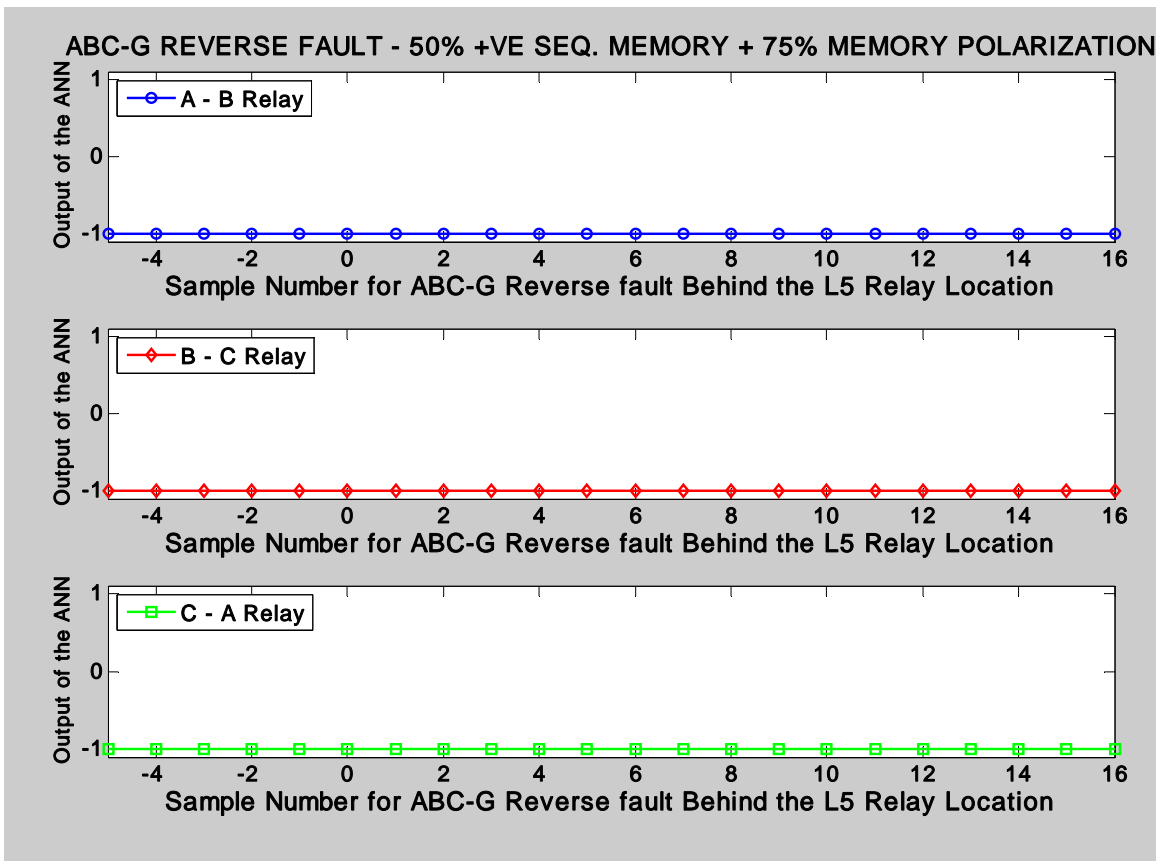 ABC-G REVERSE FAULT - 50% +VE SEQ. MEMORY + 75% MEMORY POLARIZATION
Output of the ANN
1
0
-1
A - B Relay
-4 -2 0 2 4 6 8 10 12 14 16
Sample Number for ABC-G Reverse fault Behind the L5 Relay Location
Output of the ANN
1
0
-1
B - C Relay
-4 -2 0 2 4 6 8 10 12 14 16
Sample Number for ABC-G Reverse fault Behind the L5 Relay Location
Output of the ANN
1
0
-1
C - A Relay
-4 -2 0 2 4 6 8 10 12 14 16
Sample Number for ABC-G Reverse fault Behind the L5 Relay Location